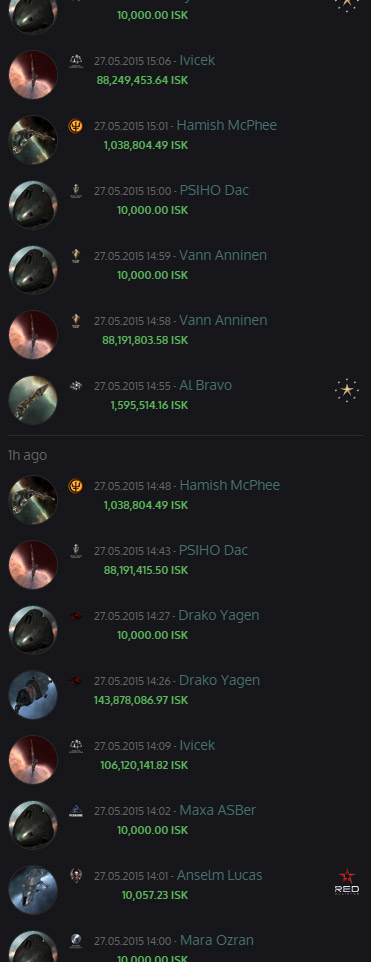 10,000.00 ISK
27.05.2015 15:06 - Ivicek
88,249,453.64 ISK
27.05.2015 15:01 - Hamish McPhee
1,038,804.49 ISK
27.05.2015 15:00 - PSIHO Dac
10,000.00 ISK
27.05.2015 14:59 - Vann Anninen
10,000.00 ISK
27.05.2015 14:58 - Vann Anninen
88,191,803.58 ISK
27.05.2015 14:55 - Al Bravo
1,595,514.16 ISK
1h ago
27.05.2015 14:48 - Hamish McPhee
1,038,804.49 ISK
27.05.2015 14:43 - PSIHO Dac
88,191,415.50 ISK
27.05.2015 14:27 - Drako Yagen
10,000.00 ISK
27.05.2015 14:26 - Drako Yagen
143,878,086.97 ISK
27.05.2015 14:09 - Ivicek
106,120,141.82 ISK
27.05.2015 14:02 - Maxa ASBer
10,000.00 ISK
27.05.2015 14:01 - Anselm Lucas
10,057.23 ISK
RED
27.05.2015 14:00 - Mara Ozran
10,000.00 ISK